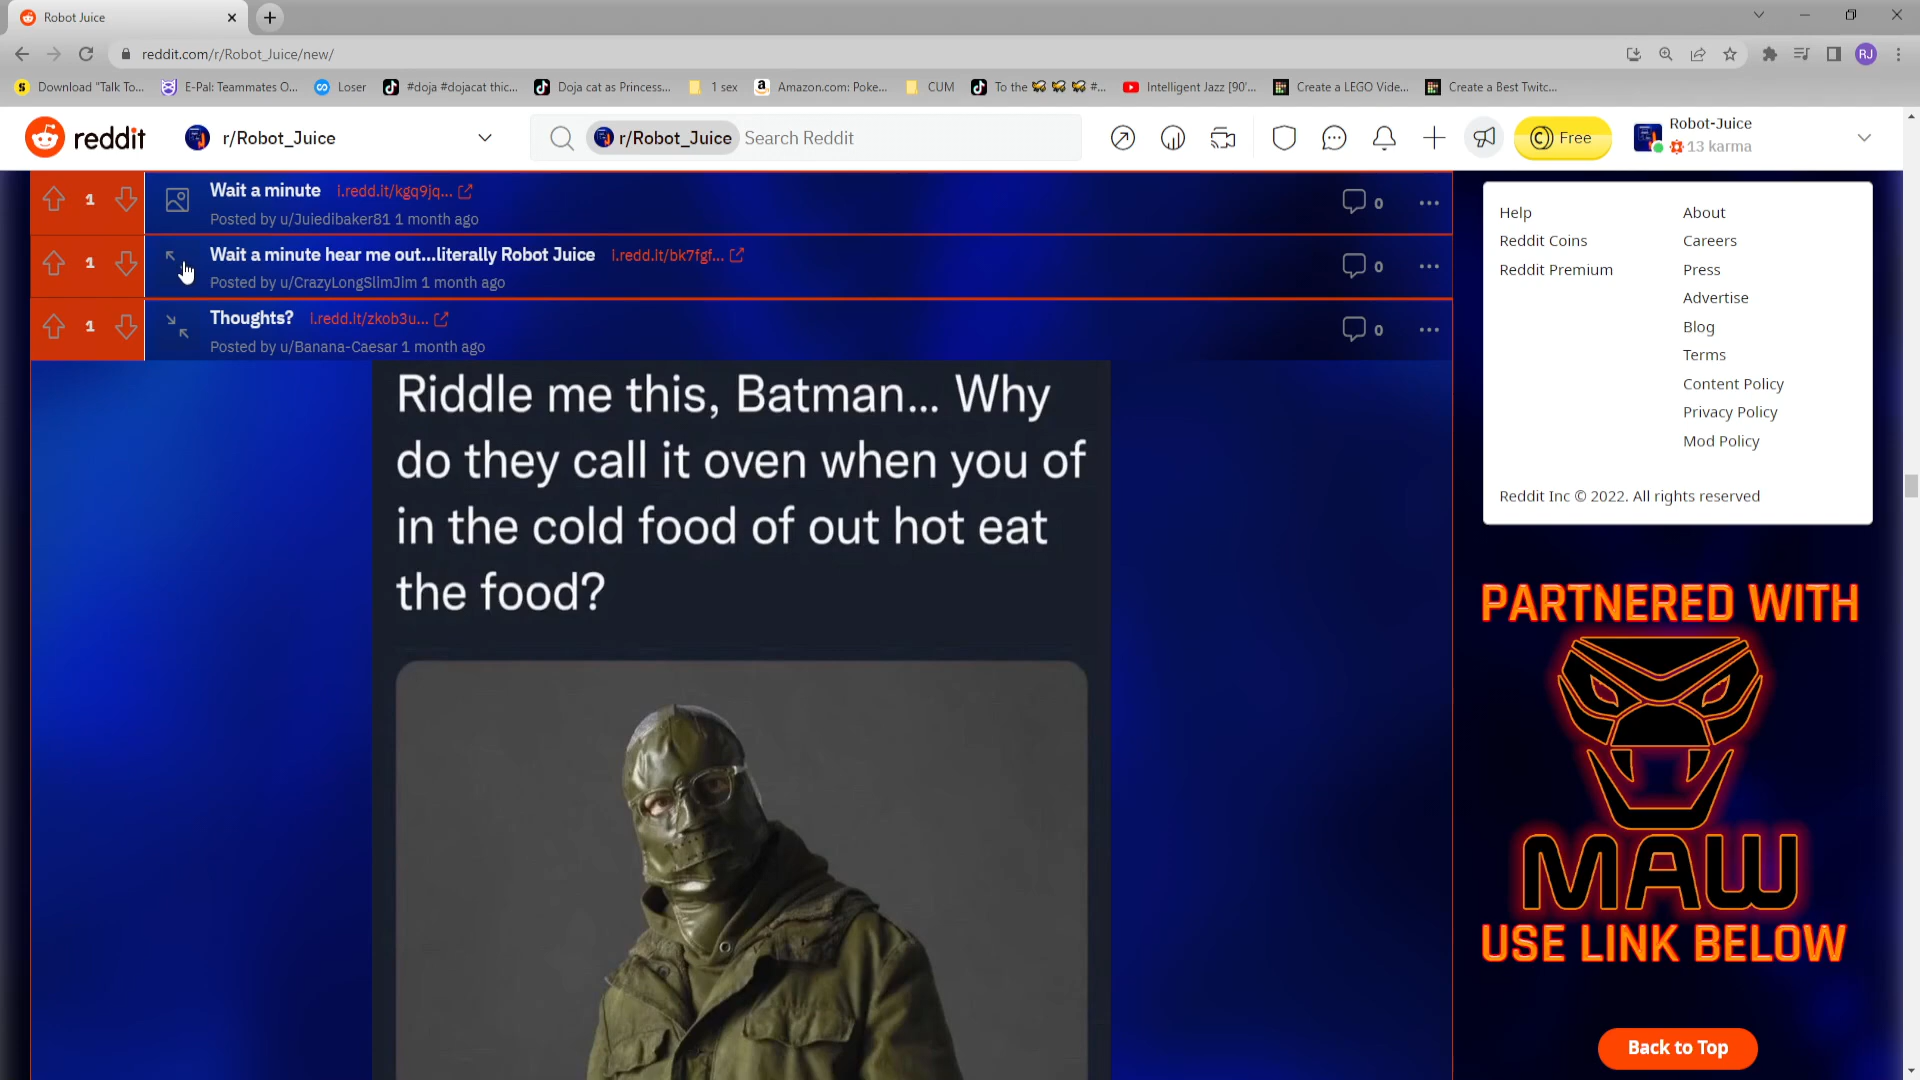 Robot Juice
reddit.com/r/Robot_Juice/new/
Download "Talk To...
E-Pal: Teammates O...
Loser
#doja #dojacat thic...
Doja cat as Princess...
1 sex
Amazon.com: Poke...
CUM
To the 🐝 🐝 🐝 #...
Intelligent Jazz [90'...
Create a LEGO Vide...
Create a Best Twitc...
RJ
reddit
r/Robot_Juice
r/Robot_Juice
Search Reddit
Free
Robot-Juice
13 karma
1
Wait a minute
i.redd.it/kgq9jq...
0
Posted by u/Juiedibaker81 1 month ago
1
Wait a minute hear me out...literally Robot Juice
i.redd.it/bk7fgf...
0
Posted by u/CrazyLongSlimJim 1 month ago
1
Thoughts?
i.redd.it/zkob3u...
0
Posted by u/Banana-Caesar 1 month ago
Riddle me this, Batman... Why
do they call it oven when you of
in the cold food of out hot eat
the food?
Help
Reddit Coins
Reddit Premium
About
Careers
Press
Advertise
Blog
Terms
Content Policy
Privacy Policy
Mod Policy
Reddit Inc © 2022. All rights reserved
PARTNERED WITH
MAW
USE LINK BELOW
Back to Top